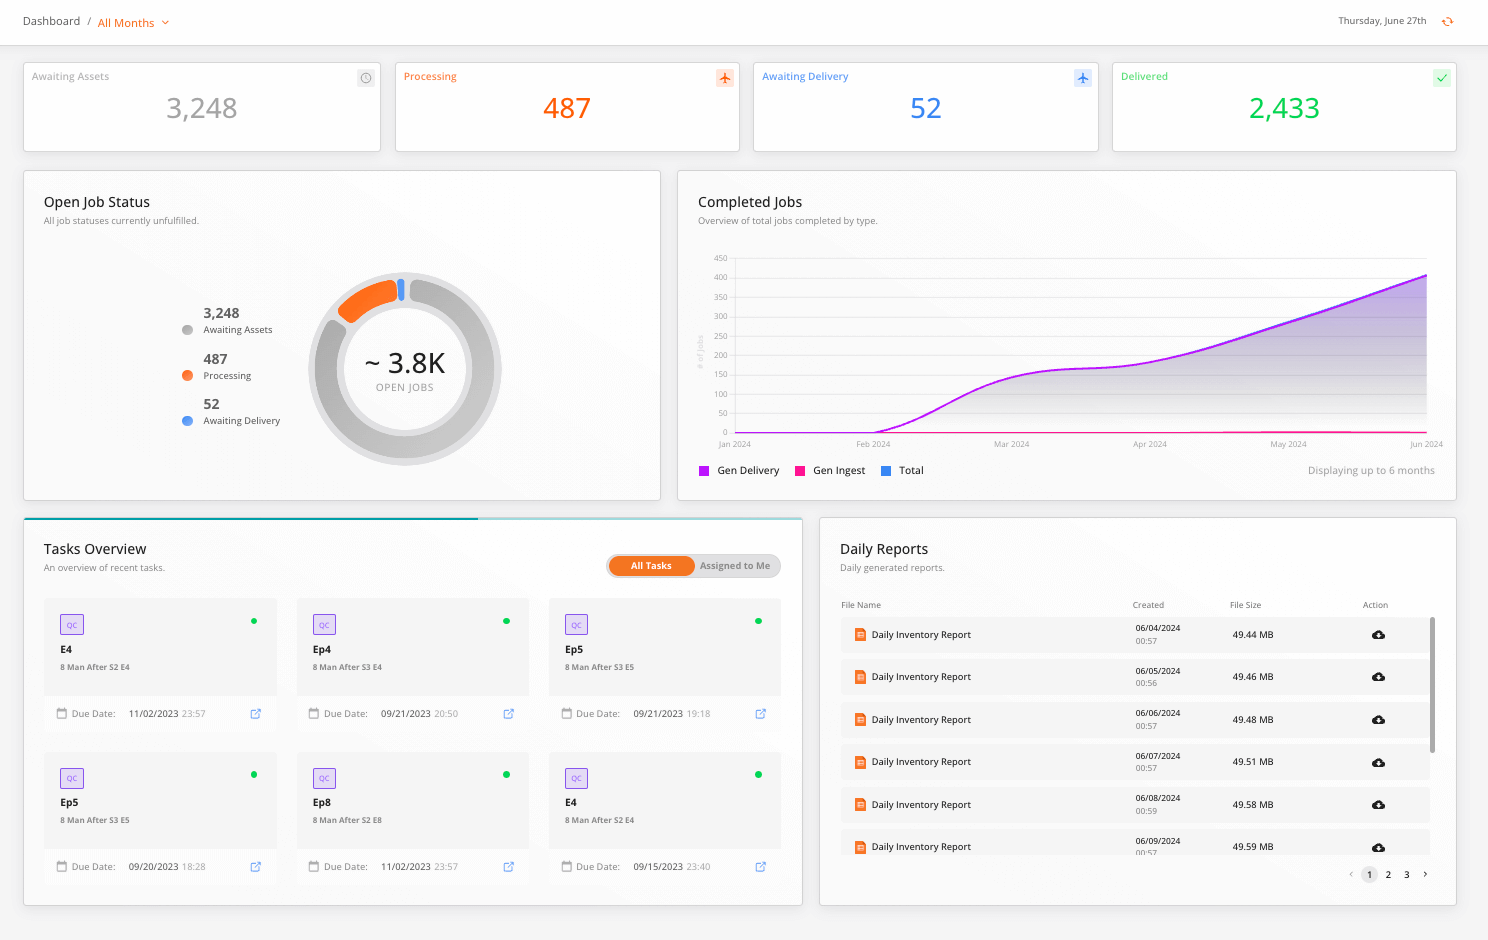 Dashboard / All Months
Thursday, June 27th
Awaiting Assets
3,248
Processing
487
Awaiting Delivery
52
Delivered
2,433
Open Job Status
All job statuses currently unfulfilled.
3,248
Awaiting Assets
487
Processing
52
Awaiting Delivery
~ 3.8K
OPEN JOBS
Completed Jobs
Overview of total jobs completed by type.
# of jobs
450
400
350
300
250
200
150
100
50
0
Jan 2024 Feb 2024 Mar 2024 Apr 2024 May 2024 Jun 2024
Gen Delivery Gen Ingest Total
Displaying up to 6 months
Tasks Overview
An overview of recent tasks.
All Tasks Assigned to Me
QC
E4
8 Man After S2 E4
Due Date: 11/02/2023 23:57
QC
Ep4
8 Man After S3 E4
Due Date: 09/21/2023 20:50
QC
Ep5
8 Man After S3 E5
Due Date: 09/21/2023 19:18
QC
Ep5
8 Man After S3 E5
Due Date: 09/20/2023 18:28
QC
Ep8
8 Man After S2 E8
Due Date: 11/02/2023 23:57
QC
E4
8 Man After S2 E4
Due Date: 09/15/2023 23:40
Daily Reports
Daily generated reports.
File Name Created File Size Action
Daily Inventory Report 06/04/2024 00:57 49.44 MB
Daily Inventory Report 06/05/2024 00:56 49.46 MB
Daily Inventory Report 06/06/2024 00:57 49.48 MB
Daily Inventory Report 06/07/2024 00:57 49.51 MB
Daily Inventory Report 06/08/2024 00:59 49.58 MB
Daily Inventory Report 06/09/2024 00:57 49.59 MB
1 2 3